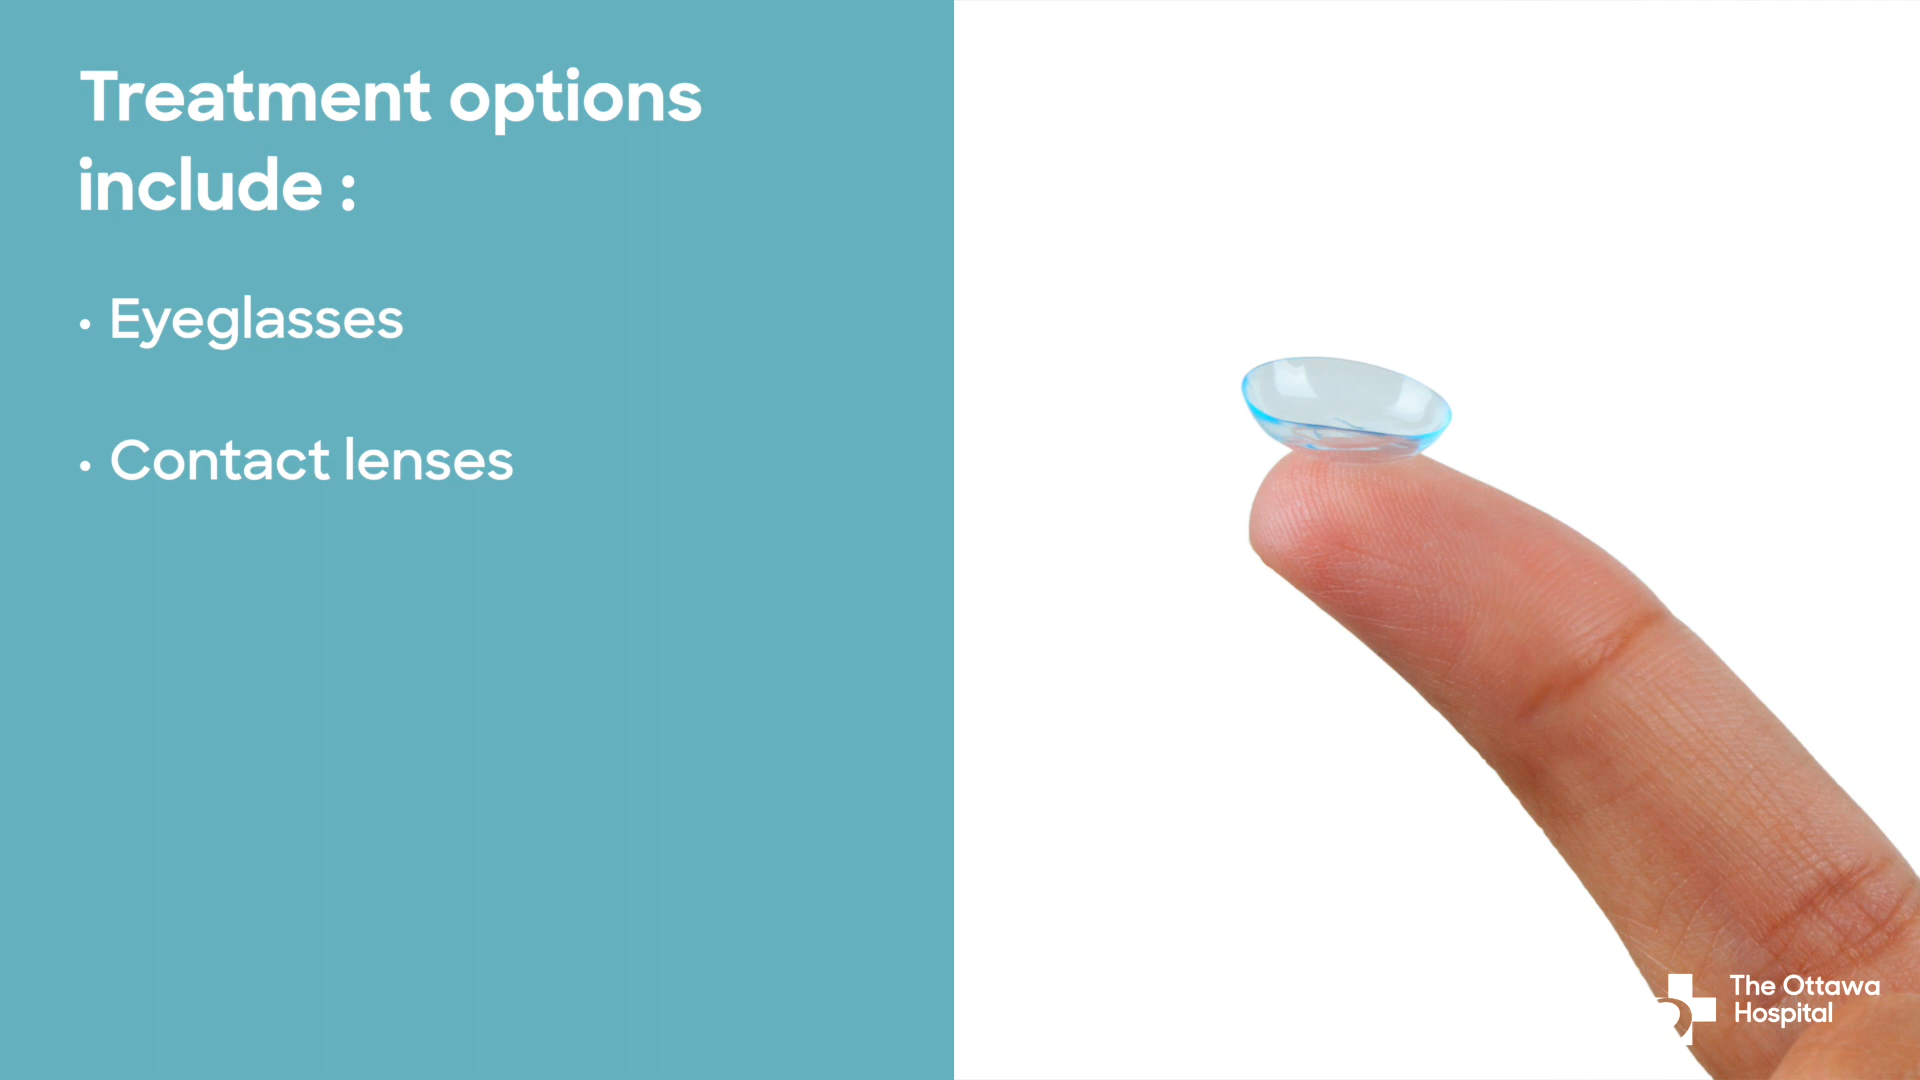 Treatment options
include :
• Eyeglasses
• Contact lenses
The Ottawa
Hospital